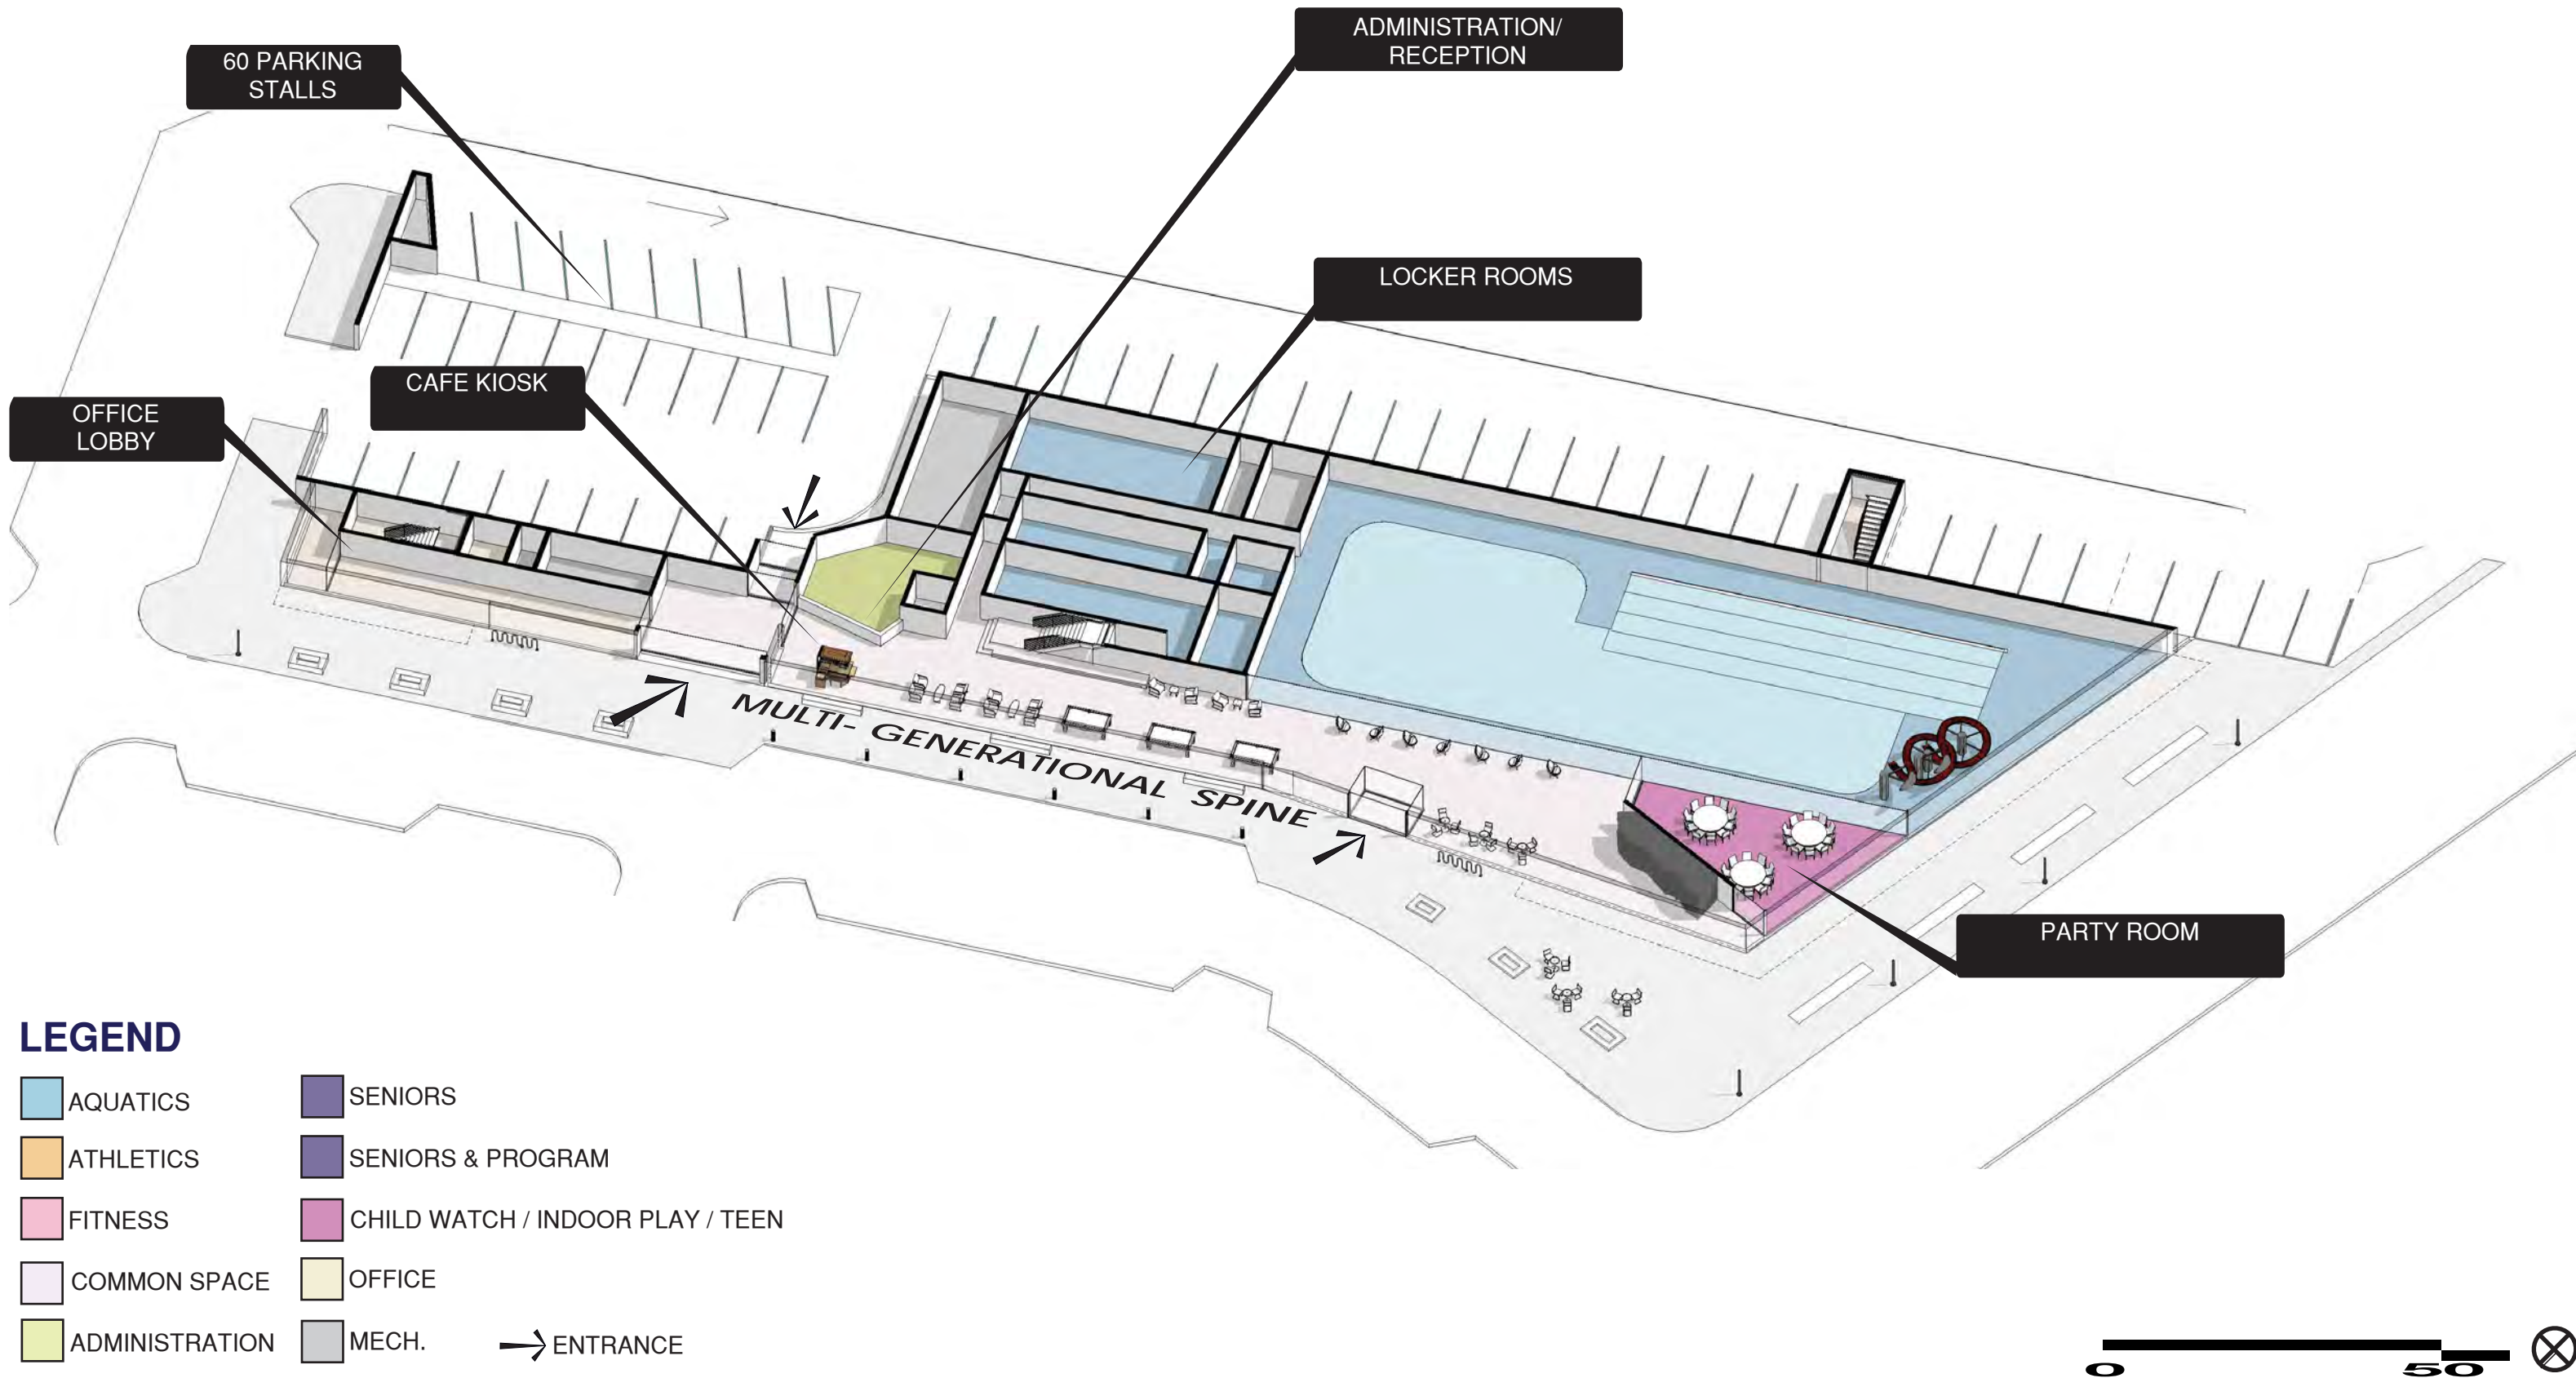 ADMINISTRATION/
RECEPTION
60 PARKING
STALLS
LOCKER ROOMS
CAFE KIOSK
OFFICE
LOBBY
MULTI- GENERATIONAL SPINE
PARTY ROOM
LEGEND
AQUATICS
ATHLETICS
FITNESS
COMMON SPACE
ADMINISTRATION
SENIORS
SENIORS & PROGRAM
CHILD WATCH / INDOOR PLAY / TEEN
OFFICE
MECH.
ENTRANCE
0 50